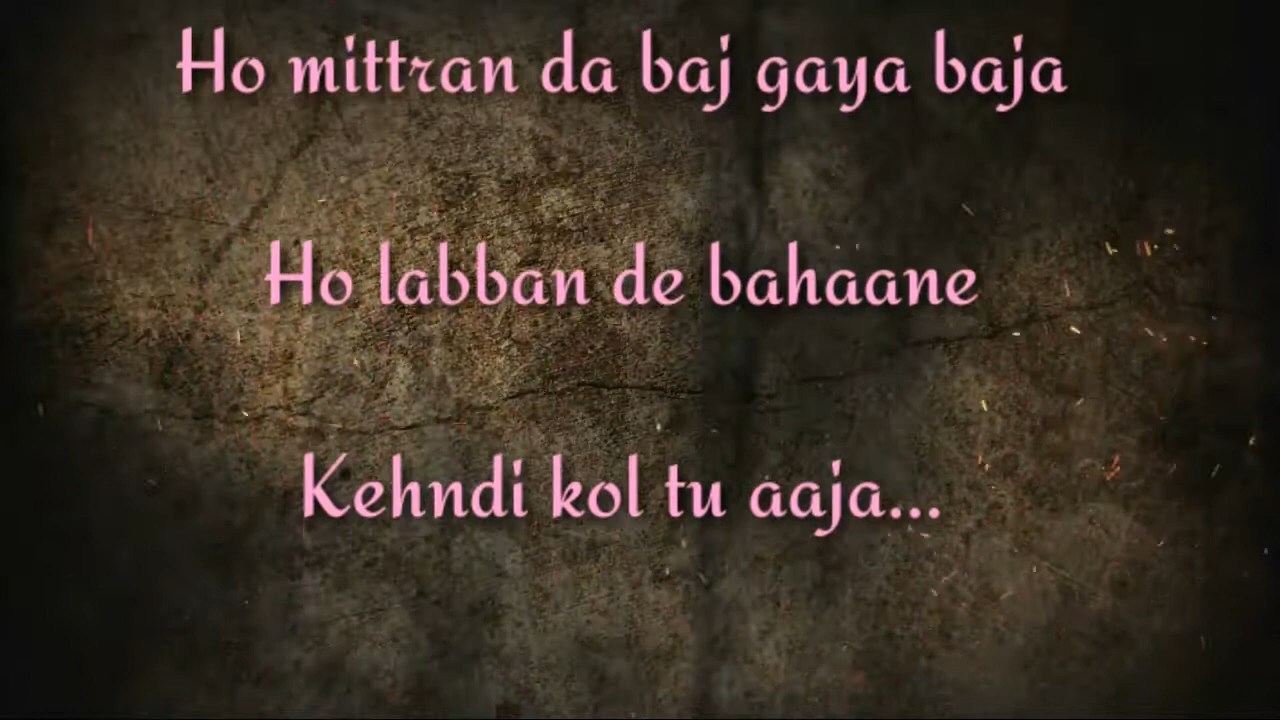 Ho mittran da baj gaya baja
Ho labban de bahaane
Kehndi kol tu aaja...